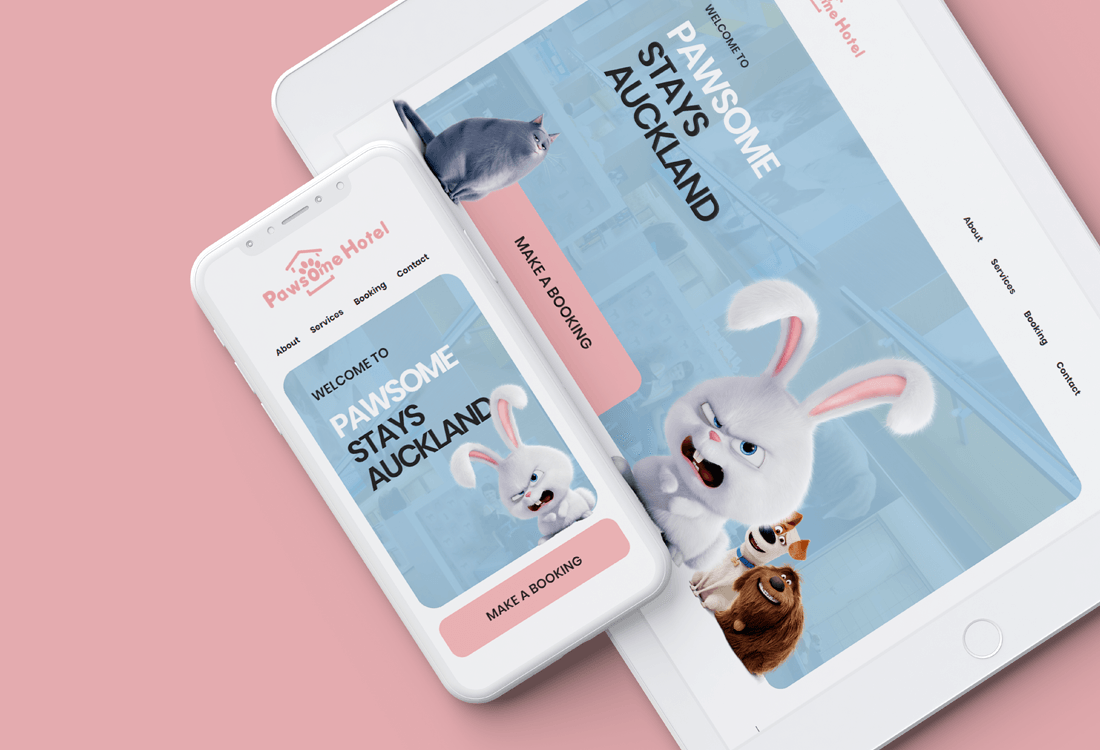 Pawsome Hotel
About Services Booking Contact
WELCOME TO
PAWSOME
STAYS
AUCKLAND
MAKE A BOOKING
Hotel
About Services Booking Contact
WELCOME TO
PAWSOME
STAYS
AUCKLAND
MAKE A BOOKING